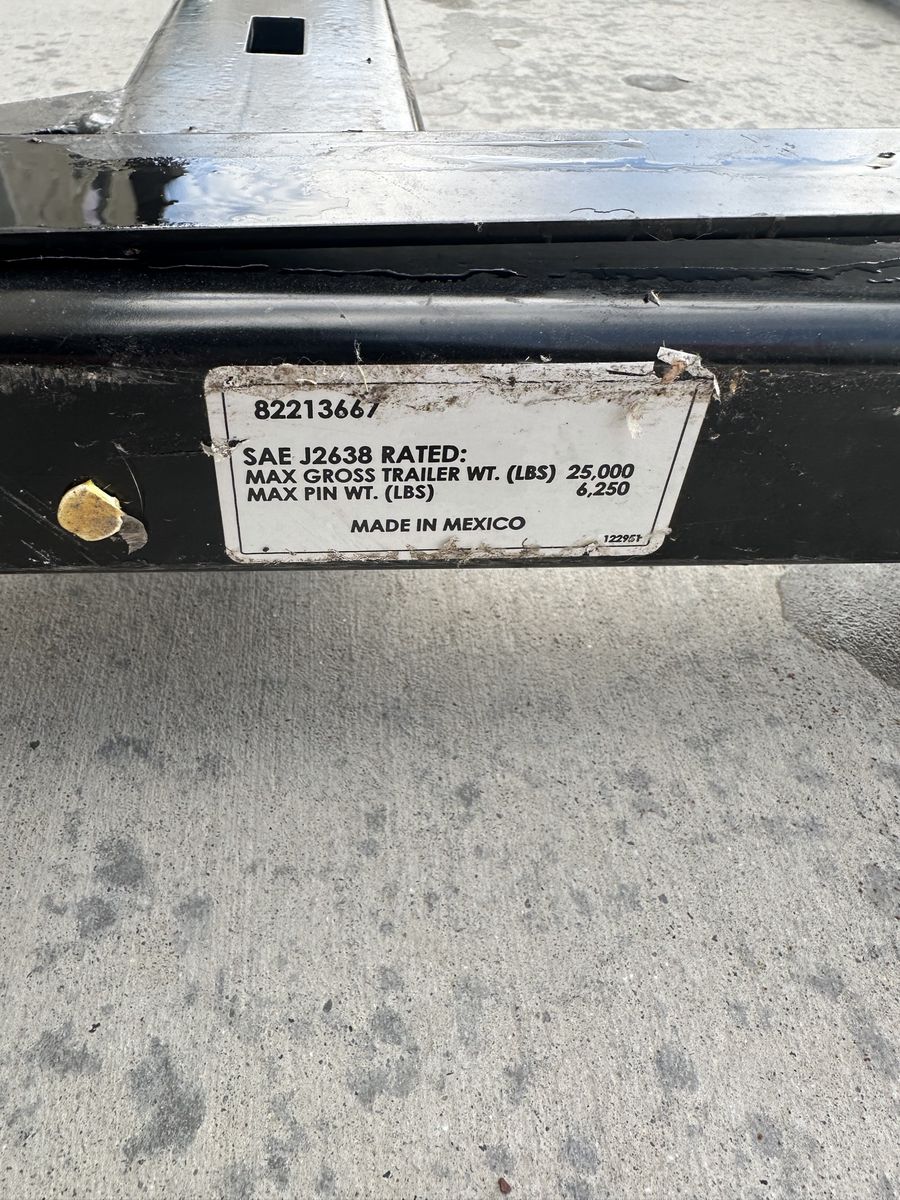 82213667
SAE J2638 RATED:
MAX GROSS TRAILER WT. (LBS) 25,000
MAX PIN WT. (LBS) 6,250
MADE IN MEXICO
122951